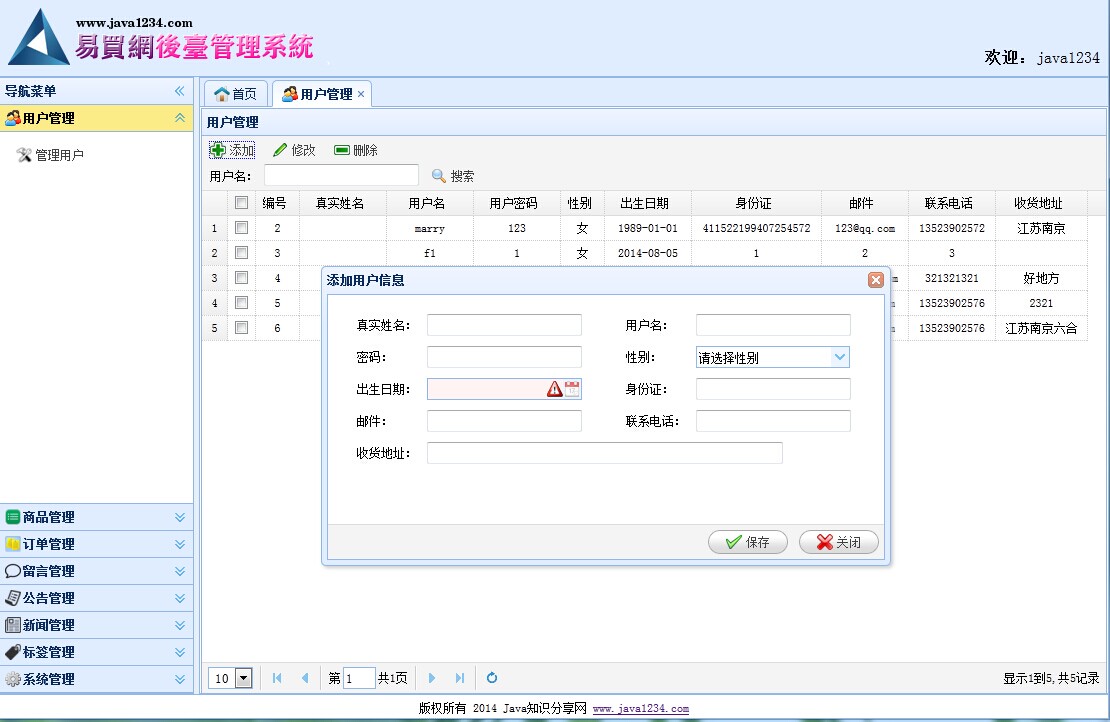 www.java1234.com
易買網後臺管理系統
欢迎: java1234
导航菜单
用户管理
管理用户
商品管理
订单管理
留言管理
公告管理
新闻管理
标签管理
系统管理
首页 用户管理
用户管理
添加 修改 删除
用户名: 搜索
编号 真实姓名 用户名 用户密码 性别 出生日期 身份证 邮件 联系电话 收货地址
1 2 marry 123 女 1989-01-01 411522199407254572 123@qq.com 13523902572 江苏南京
2 3 f1 1 女 2014-08-05 1 2 3
3 4 321321321 好地方
4 5 13523902576 2321
5 6 13523902576 江苏南京六合
添加用户信息
真实姓名: 用户名:
密码: 性别: 请选择性别
出生日期: 身份证:
邮件: 联系电话:
收货地址:
保存 关闭
10 第 1 共1页 显示1到5,共5记录
版权所有 2014 Java知识分享网 www.java1234.com